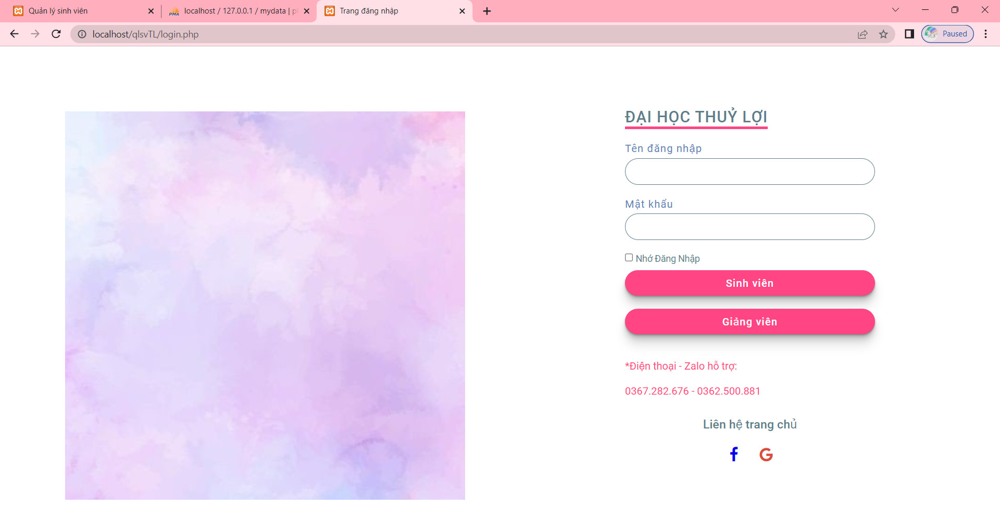 Quản lý sinh viên
PMA
localhost / 127.0.0.1 / mydata |
Trang đăng nhập
localhost/qlsvTL/login.php
Paused
ĐẠI HỌC THUỶ LỢI
Tên đăng nhập
Mật khẩu
Nhớ Đăng Nhập
Sinh viên
Giảng viên
*Điện thoại - Zalo hỗ trợ:
0367.282.676 - 0362.500.881
Liên hệ trang chủ